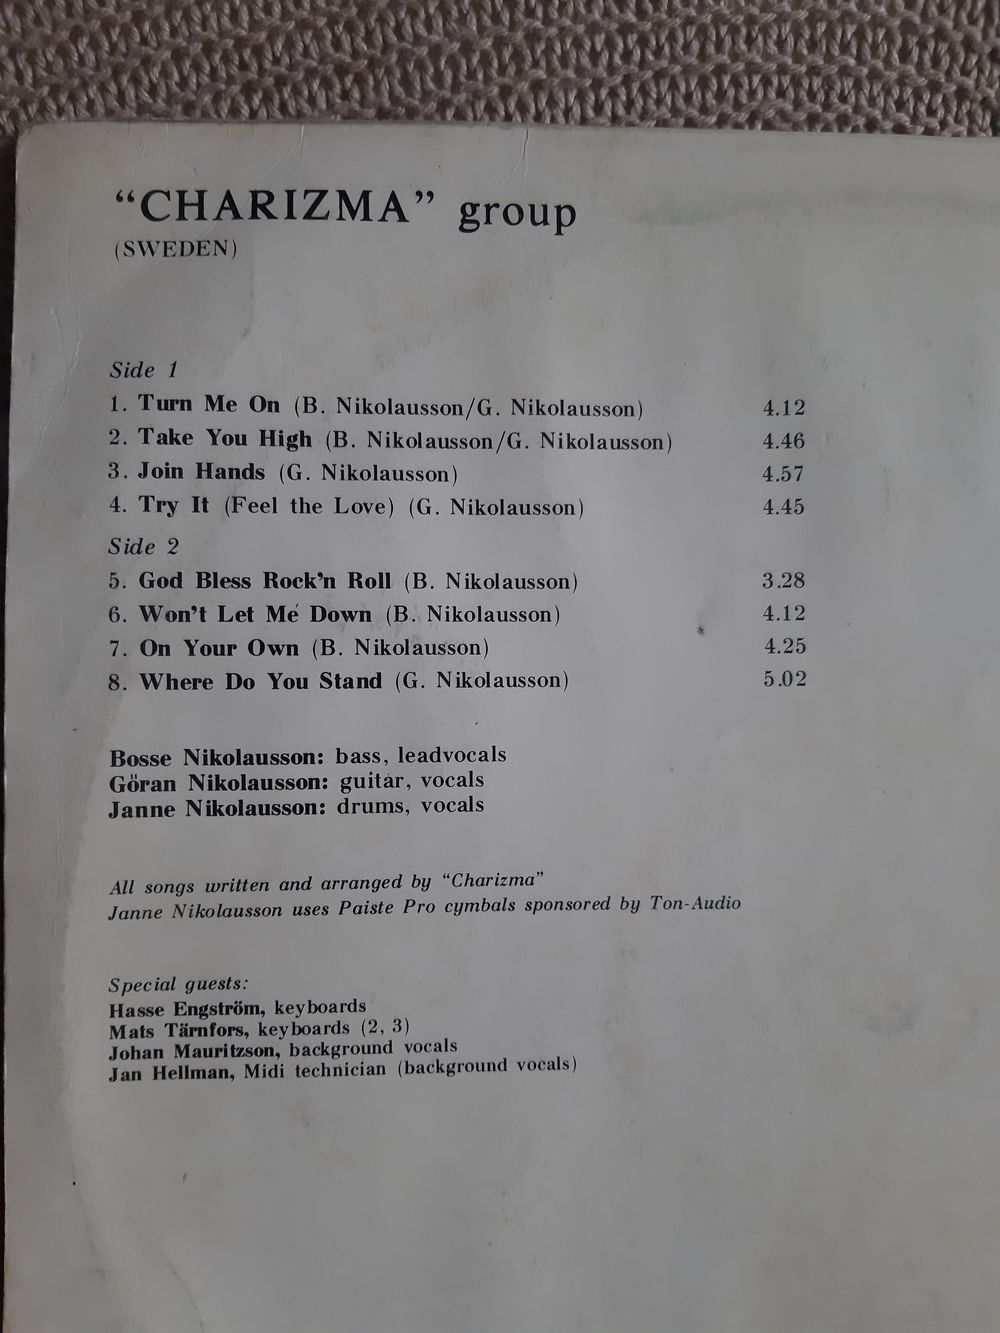 “CHARIZMA” group
(SWEDEN)
Side 1
1. Turn Me On (B. Nikolausson/G. Nikolausson) 4.12
2. Take You High (B. Nikolausson/G. Nikolausson) 4.46
3. Join Hands (G. Nikolausson) 4.57
4. Try It (Feel the Love) (G. Nikolausson) 4.45
Side 2
5. God Bless Rock’n Roll (B. Nikolausson) 3.28
6. Won’t Let Me Down (B. Nikolausson) 4.12
7. On Your Own (B. Nikolausson) 4.25
8. Where Do You Stand (G. Nikolausson) 5.02
Bosse Nikolausson: bass, leadvocals
Göran Nikolausson: guitar, vocals
Janne Nikolausson: drums, vocals
All songs written and arranged by “Charizma”
Janne Nikolausson uses Paiste Pro cymbals sponsored by Ton-Audio
Special guests:
Hasse Engström, keyboards
Mats Tärnfors, keyboards (2, 3)
Johan Mauritzson, background vocals
Jan Hellman, Midi technician (background vocals)